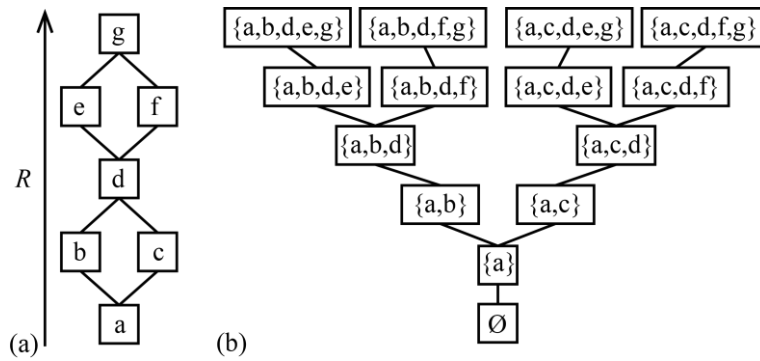 g
e f
R d
b c
a
(a)
{a,b,d,e,g} {a,b,d,f,g} {a,c,d,e,g} {a,c,d,f,g}
{a,b,d,e} {a,b,d,f} {a,c,d,e} {a,c,d,f}
{a,b,d} {a,c,d}
{a,b} {a,c}
{a}
Ø
(b)